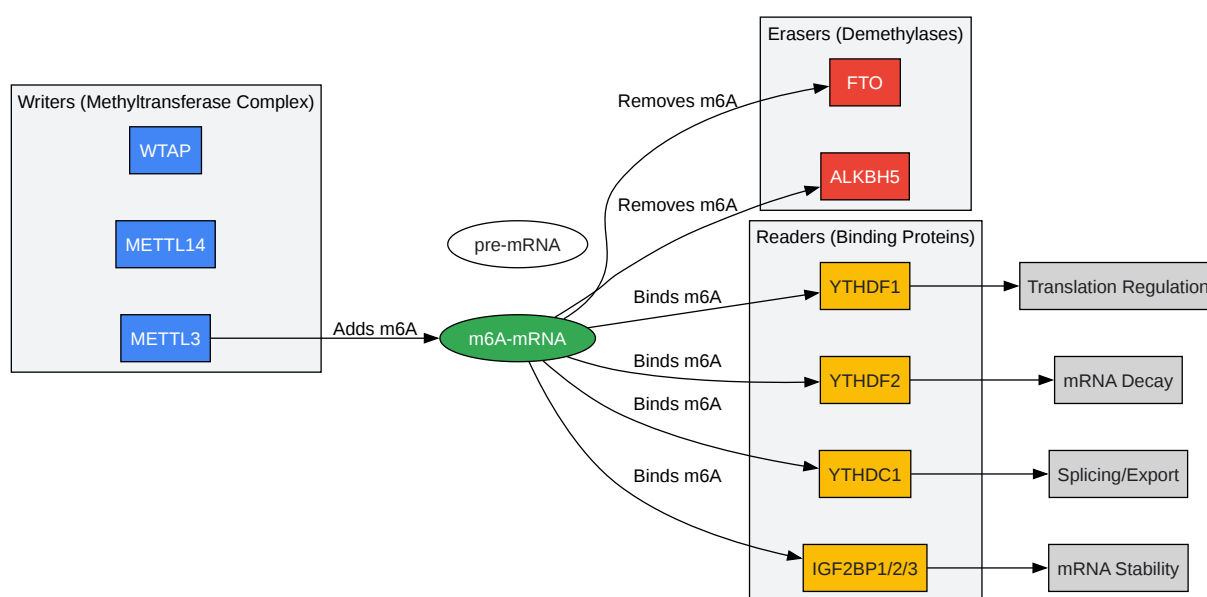 Writers (Methyltransferase Complex)
WTAP
METTL14
METTL3
Adds m6A
pre-mRNA
m6A-mRNA
Removes m6A
Removes m6A
Binds m6A
Binds m6A
Binds m6A
Binds m6A
Erasers (Demethylases)
FTO
ALKBH5
Readers (Binding Proteins)
YTHDF1
YTHDF2
YTHDC1
IGF2BP1/2/3
Translation Regulation
mRNA Decay
Splicing/Export
mRNA Stability